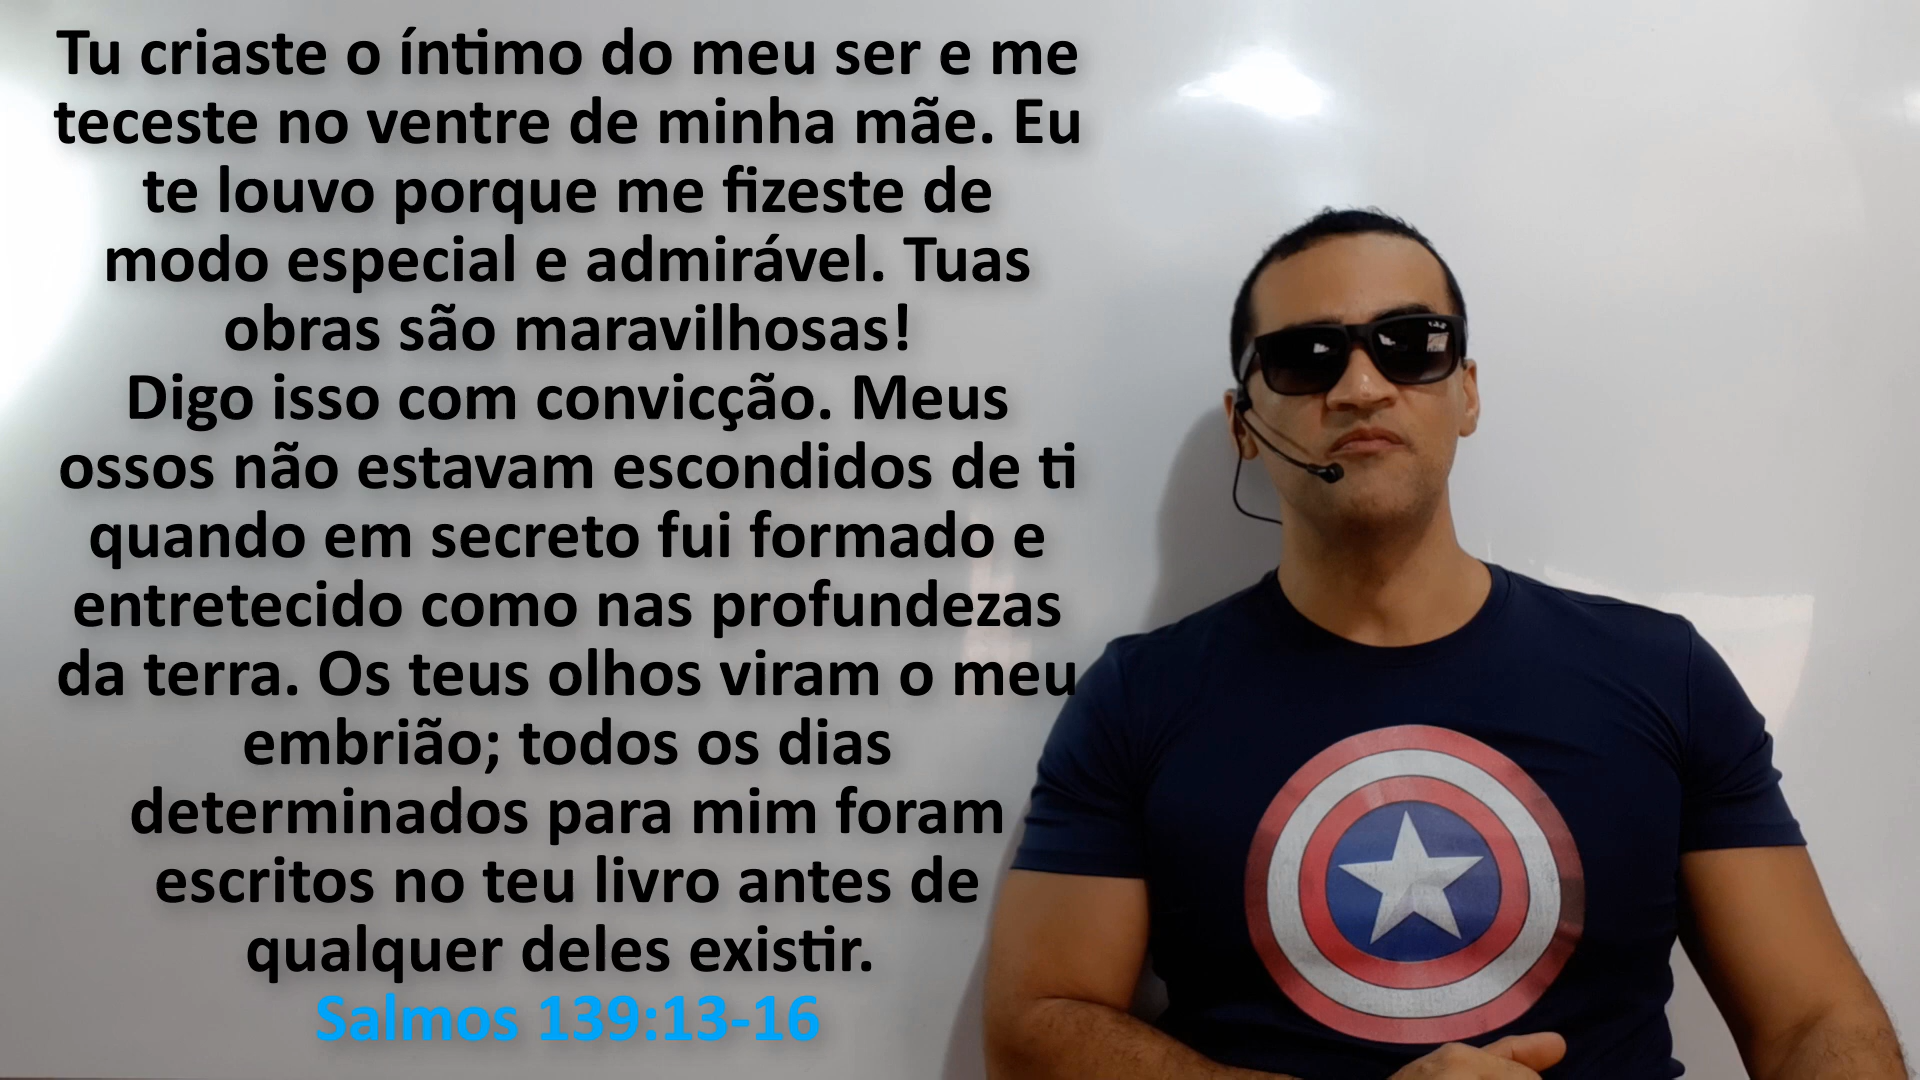 Tu criaste o íntimo do meu ser e me
teceste no ventre de minha mãe. Eu
te louvo porque me fizeste de
modo especial e admirável. Tuas
obras são maravilhosas!
Digo isso com convicção. Meus
ossos não estavam escondidos de ti
quando em secreto fui formado e
entretecido como nas profundezas
da terra. Os teus olhos viram o meu
embrião; todos os dias
determinados para mim foram
escritos no teu livro antes de
qualquer deles existir.
Salmos 139:13-16